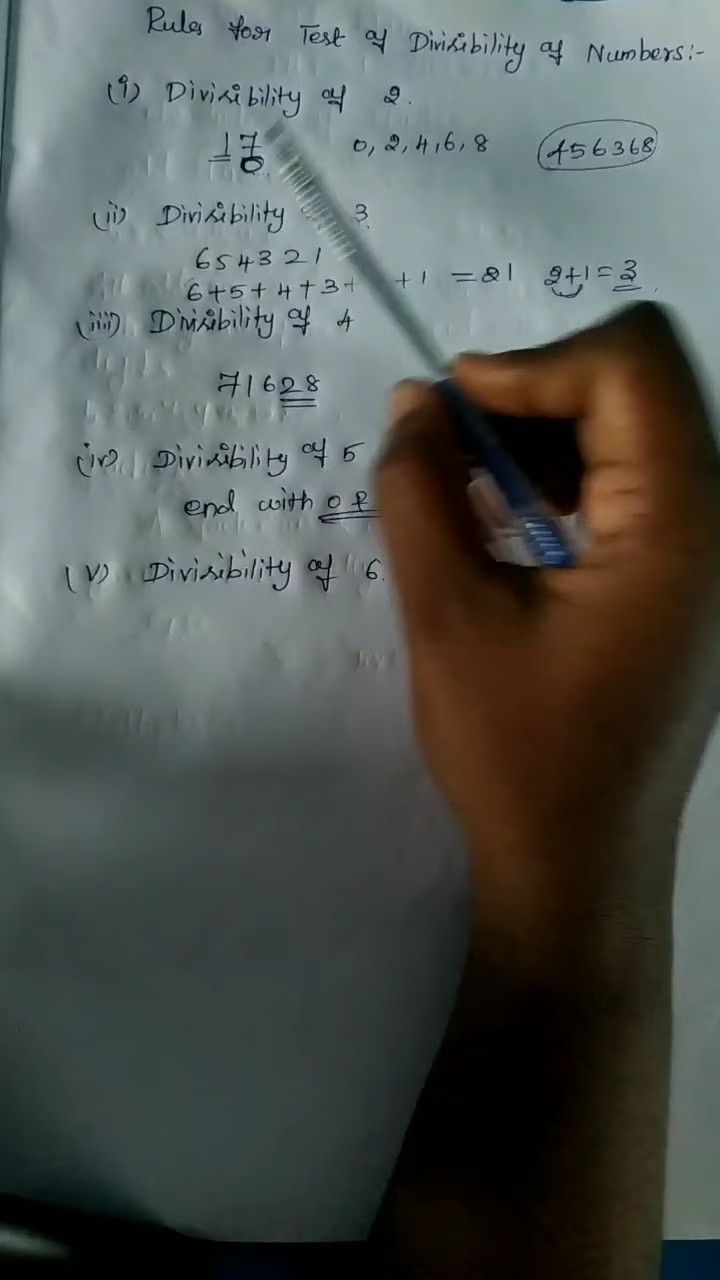 Rules for Test of Divisibility of Numbers:-
(i) Divisibility of 2.
0, 2, 4, 6, 8 456368
(ii) Divisibility 3.
654321
6+5+4+3+ +1 =21 2+1=3
(iii) Divisibility of 4
71628
(iv) Divisibility of 5
end with 0
(v) Divisibility of 6.